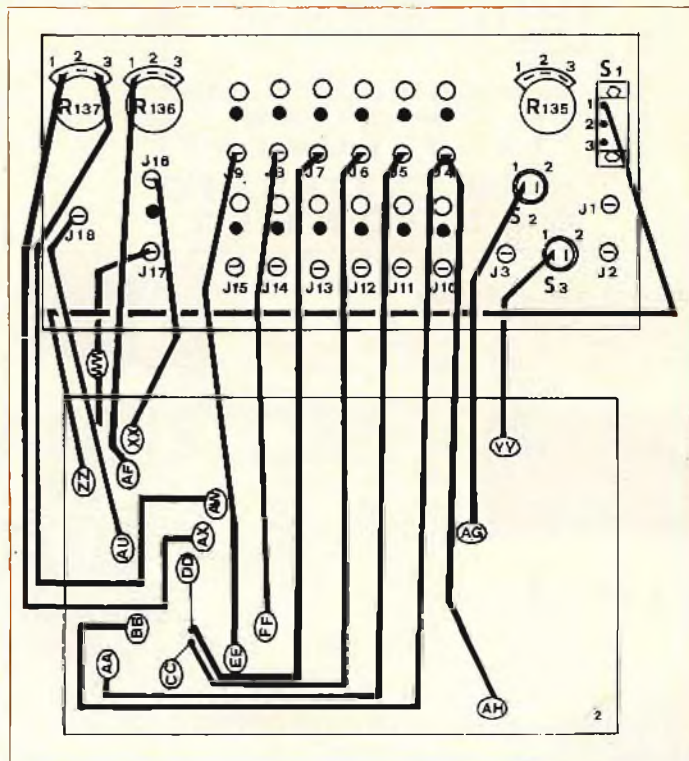 1 2 3 1 2 3 2 3 S1
R137 R136 R135 1
2
3
J16
J9 J8 J7 J6 J5 J4
1 2
S2
J1
J18
J17 J15 J14 J13 J12 J11 J10 J3 1 2 J2
S3
WW
XX YY
ZZ AF
AW
AU AX AG
DD
BB FF
AA CC EE
AH
2